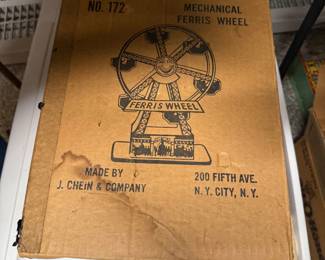 NO. 172
MECHANICAL
FERRIS WHEEL
FERRIS WHEEL
MADE BY
J. CHEIN & COMPANY
200 FIFTH AVE.
N.Y. CITY, N.Y.